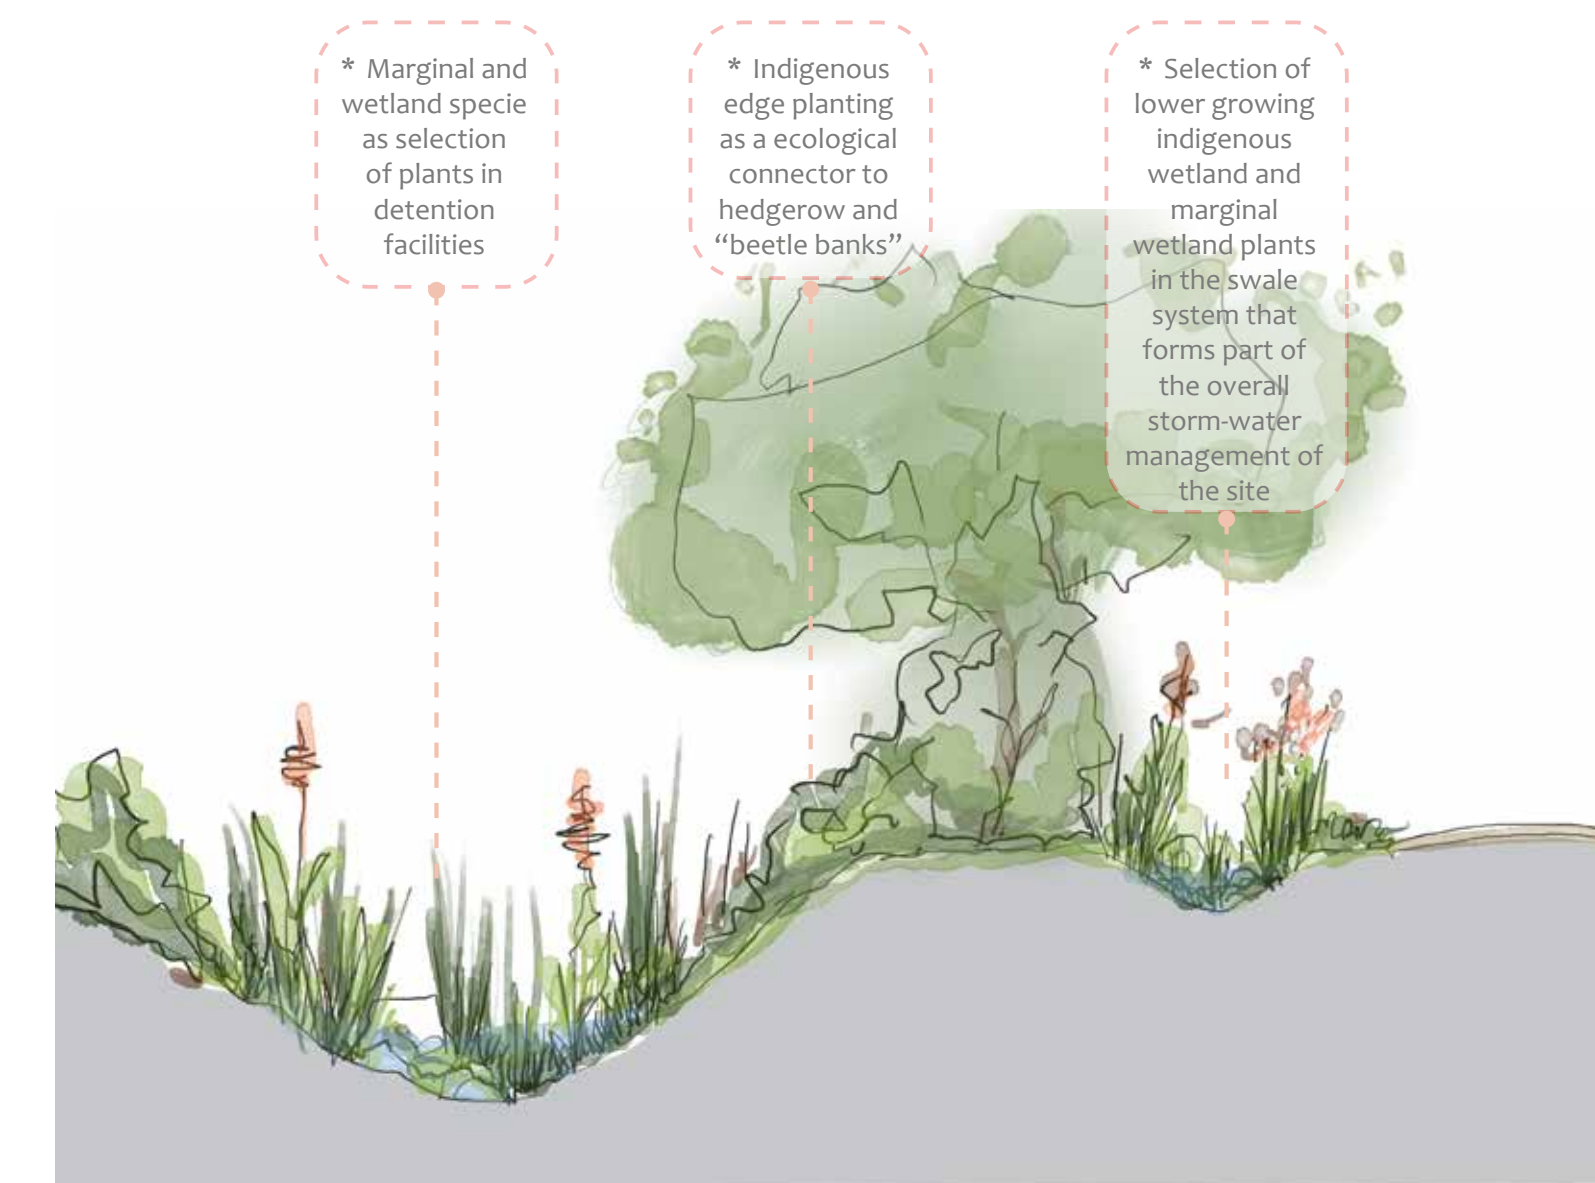 * Marginal and
wetland specie
as selection
of plants in
detention
facilities
* Indigenous
edge planting
as a ecological
connector to
hedgerow and
“beetle banks”
* Selection of
lower growing
indigenous
wetland and
marginal
wetland plants
in the swale
system that
forms part of
the overall
storm-water
management of
the site